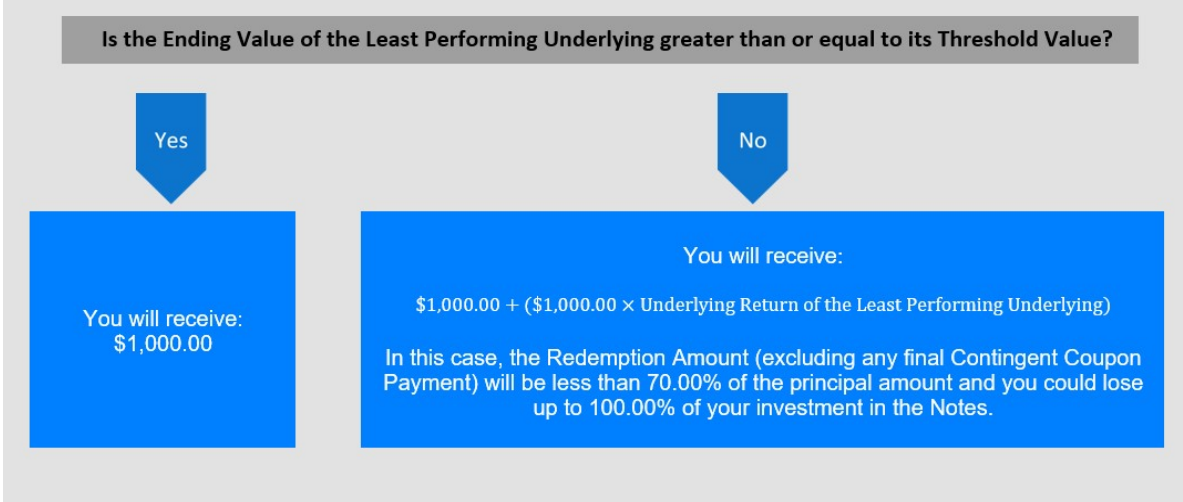 Is the Ending Value of the Least Performing Underlying greater than or equal to its Threshold Value?
Yes
No
You will receive:
$1,000.00
You will receive:
$1,000.00 + ($1,000.00 × Underlying Return of the Least Performing Underlying)
In this case, the Redemption Amount (excluding any final Contingent Coupon
Payment) will be less than 70.00% of the principal amount and you could lose
up to 100.00% of your investment in the Notes.